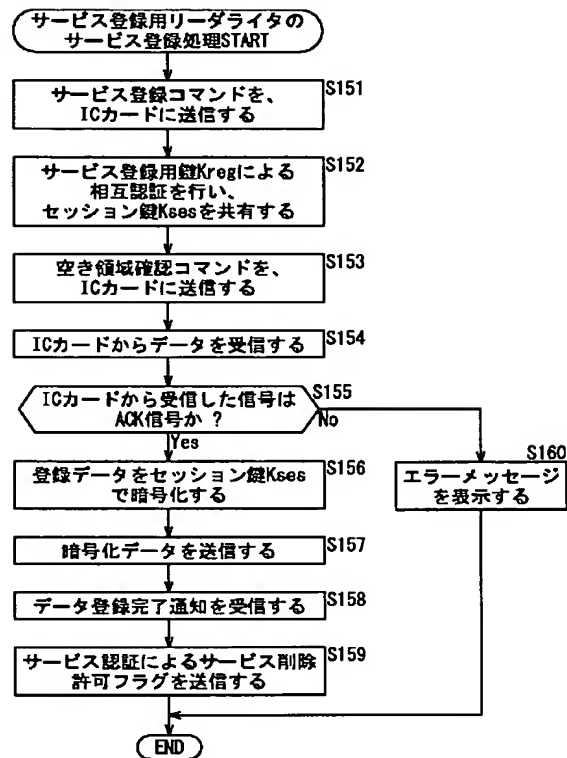 サービス登録用リーダライタの
サービス登録処理START
S151
サービス登録コマンドを、
ICカードに送信する
S152
サービス登録用鍵Kregによる
相互認証を行い、
セッション鍵Ksesを共有する
S153
空き領域確認コマンドを、
ICカードに送信する
S154
ICカードからデータを受信する
S155
ICカードから受信した信号は
ACK信号か ?
No
Yes
S156
登録データをセッション鍵Kses
で暗号化する
S160
エラーメッセージ
を表示する
S157
暗号化データを送信する
S158
データ登録完了通知を受信する
S159
サービス認証によるサービス削除
許可フラグを送信する
END